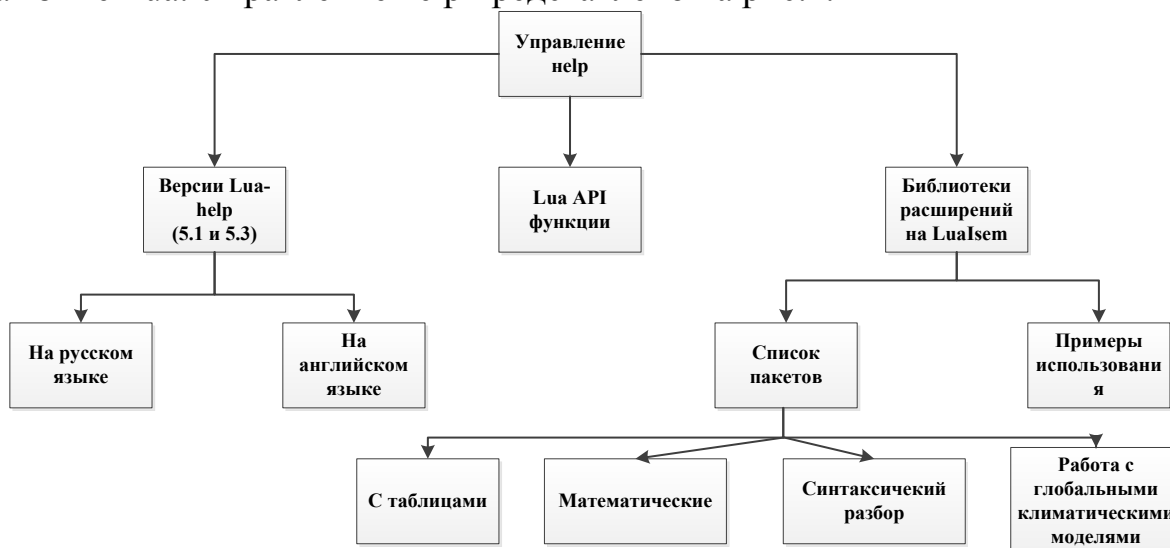 Управление
help
Версии Lua-
help
(5.1 и 5.3)
Lua API
функции
Библиотеки
расширений
на LuaIsem
На русском
языке
На
английском
языке
Список
пакетов
Примеры
использовани
я
С таблицами
Математические
Синтаксичекий
разбор
Работа с
глобальными
климатическими
моделями